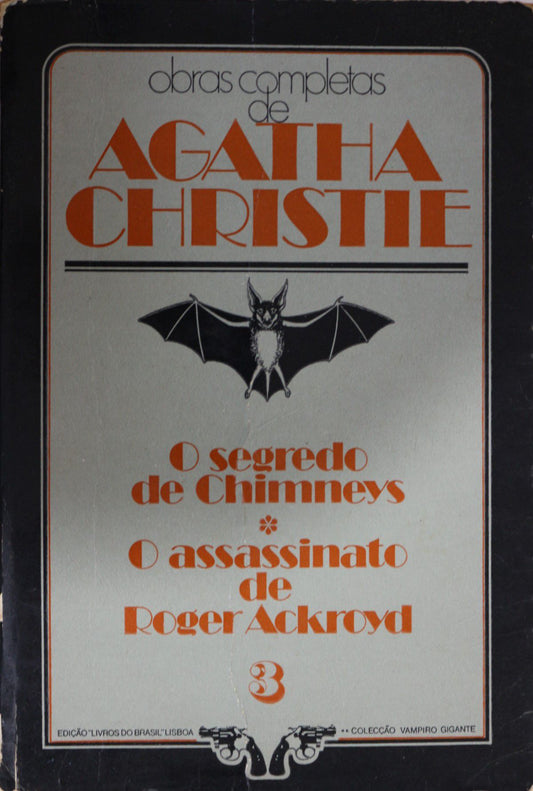 obras completas
de
AGATHA
CHRISTIE
O segredo
de Chimneys
*
O assassinato
de
Roger Ackroyd
3
EDIÇÃO "LIVROS DO BRASIL" LISBOA
** COLECÇÃO VAMPIRO GIGANTE